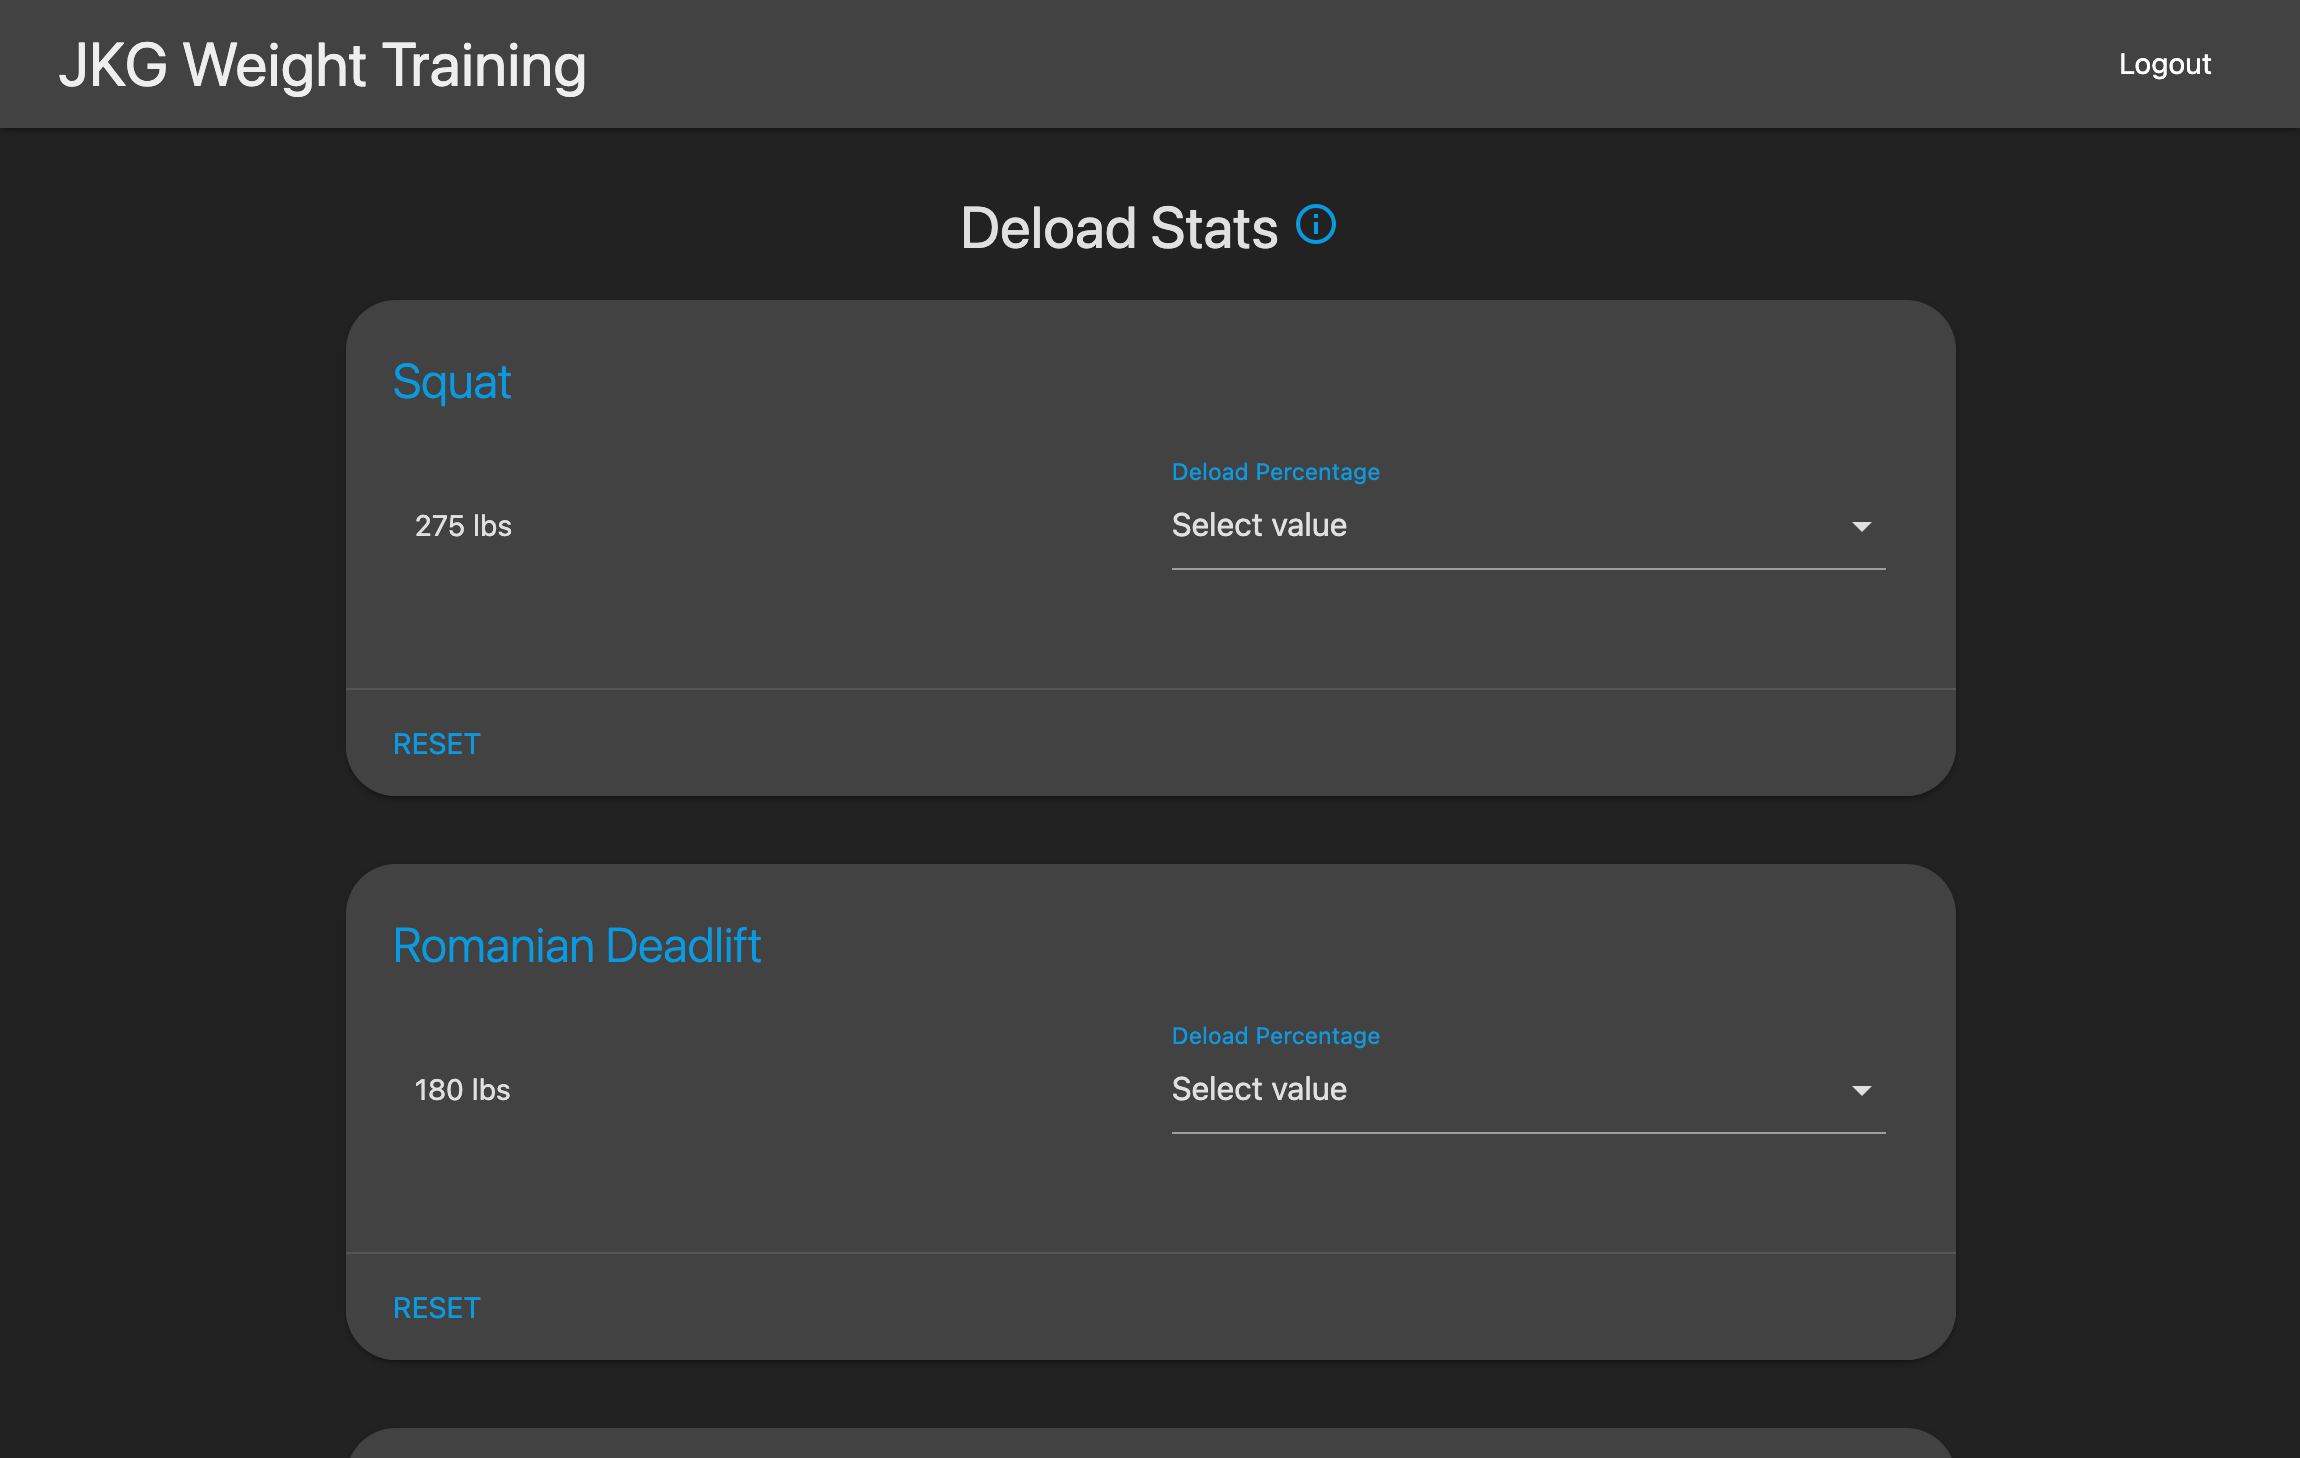 JKG Weight Training
Logout
Deload Stats
Squat
Deload Percentage
275 lbs
Select value
RESET
Romanian Deadlift
Deload Percentage
180 lbs
Select value
RESET